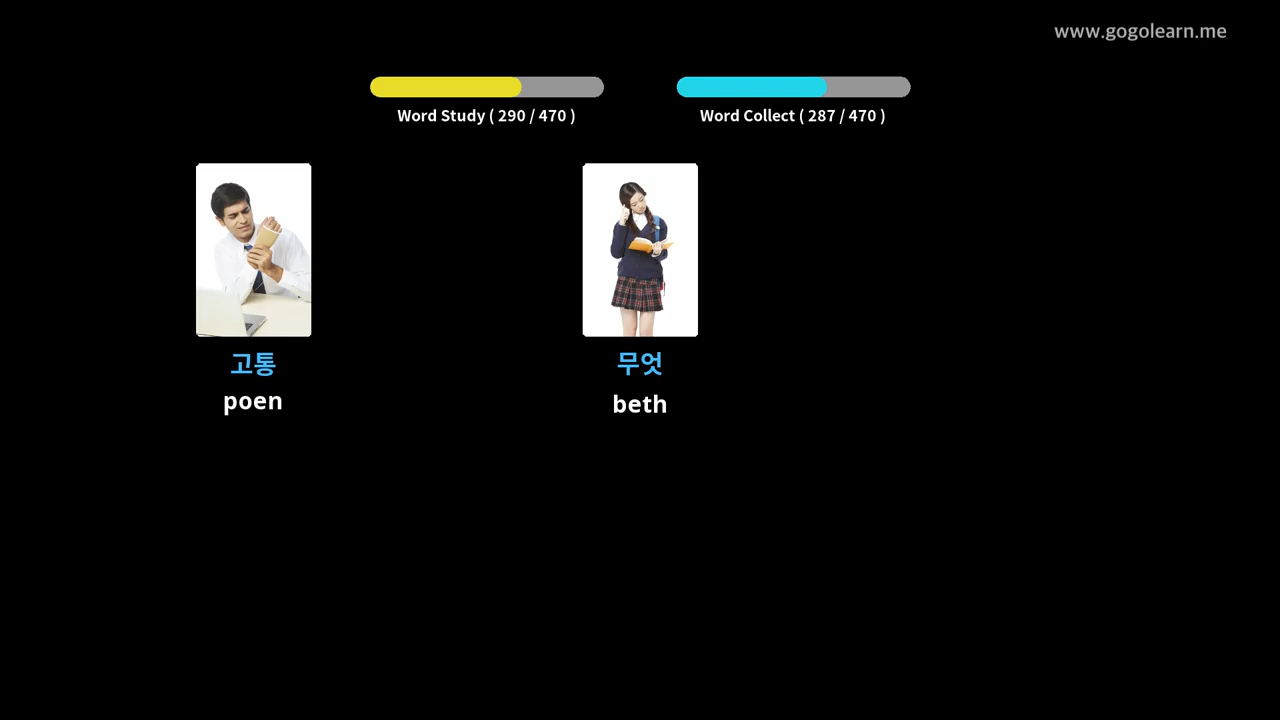 www.gogolearn.me
Word Study ( 290 / 470 )
Word Collect ( 287 / 470 )
고통
poen
무엇
beth